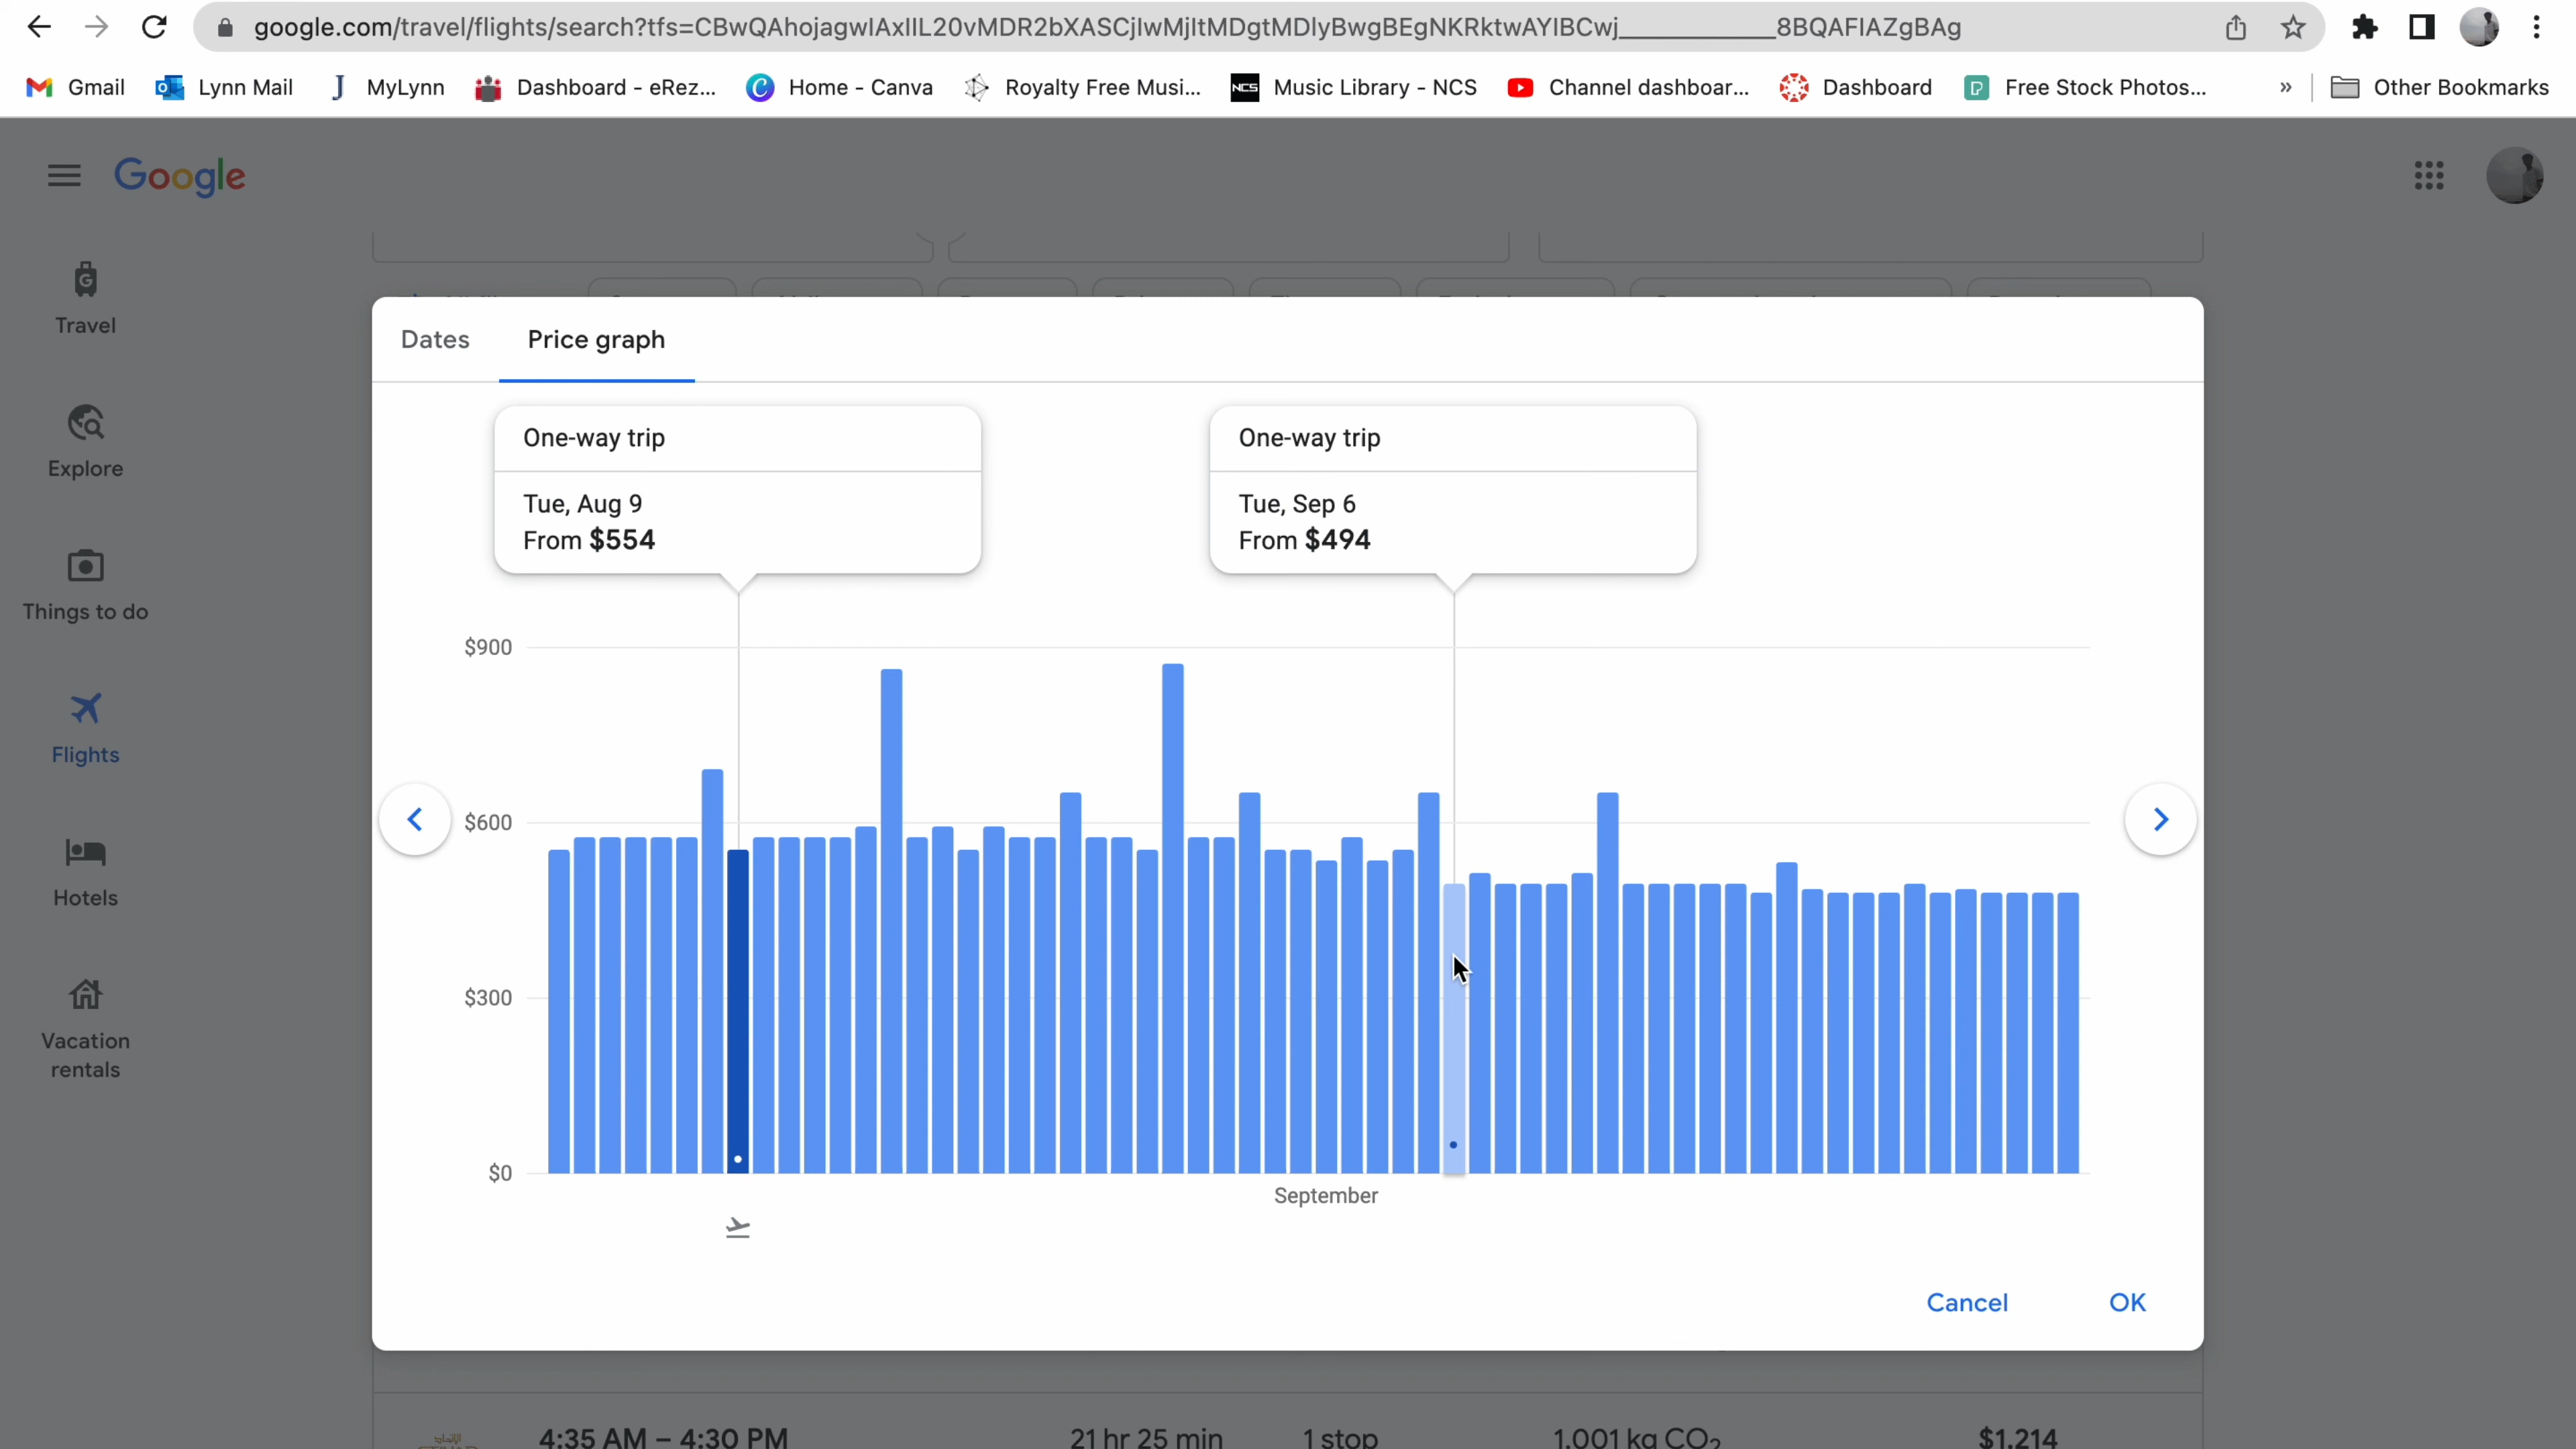 google.com/travel/flights/search?tfs=CBwQAhojagwIAxIIL20vMDR2bXASCjIwMjItMDgtMDlyBwgBEgNKRktwAYIBCwj____________8BQAFIAZgBAg
Gmail Lynn Mail MyLynn Dashboard - eRez... Home - Canva Royalty Free Musi... NCS Music Library - NCS Channel dashboar... Dashboard Free Stock Photos... » Other Bookmarks
Google
Travel
Explore
Things to do
Flights
Hotels
Vacation
rentals
Dates Price graph
One-way trip
Tue, Aug 9
From $554
One-way trip
Tue, Sep 6
From $494
$900
$600
$300
$0
September
Cancel OK
4:35 AM – 4:30 PM 21 hr 25 min 1 stop 1,001 kg CO₂ $1,214